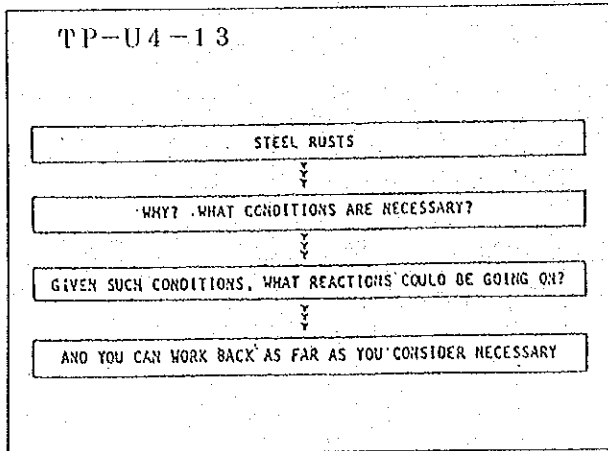 TP-U4-13
STEEL RUSTS
WHY? WHAT CONDITIONS ARE NECESSARY?
GIVEN SUCH CONDITIONS, WHAT REACTIONS COULD BE GOING ON?
AND YOU CAN WORK BACK AS FAR AS YOU CONSIDER NECESSARY